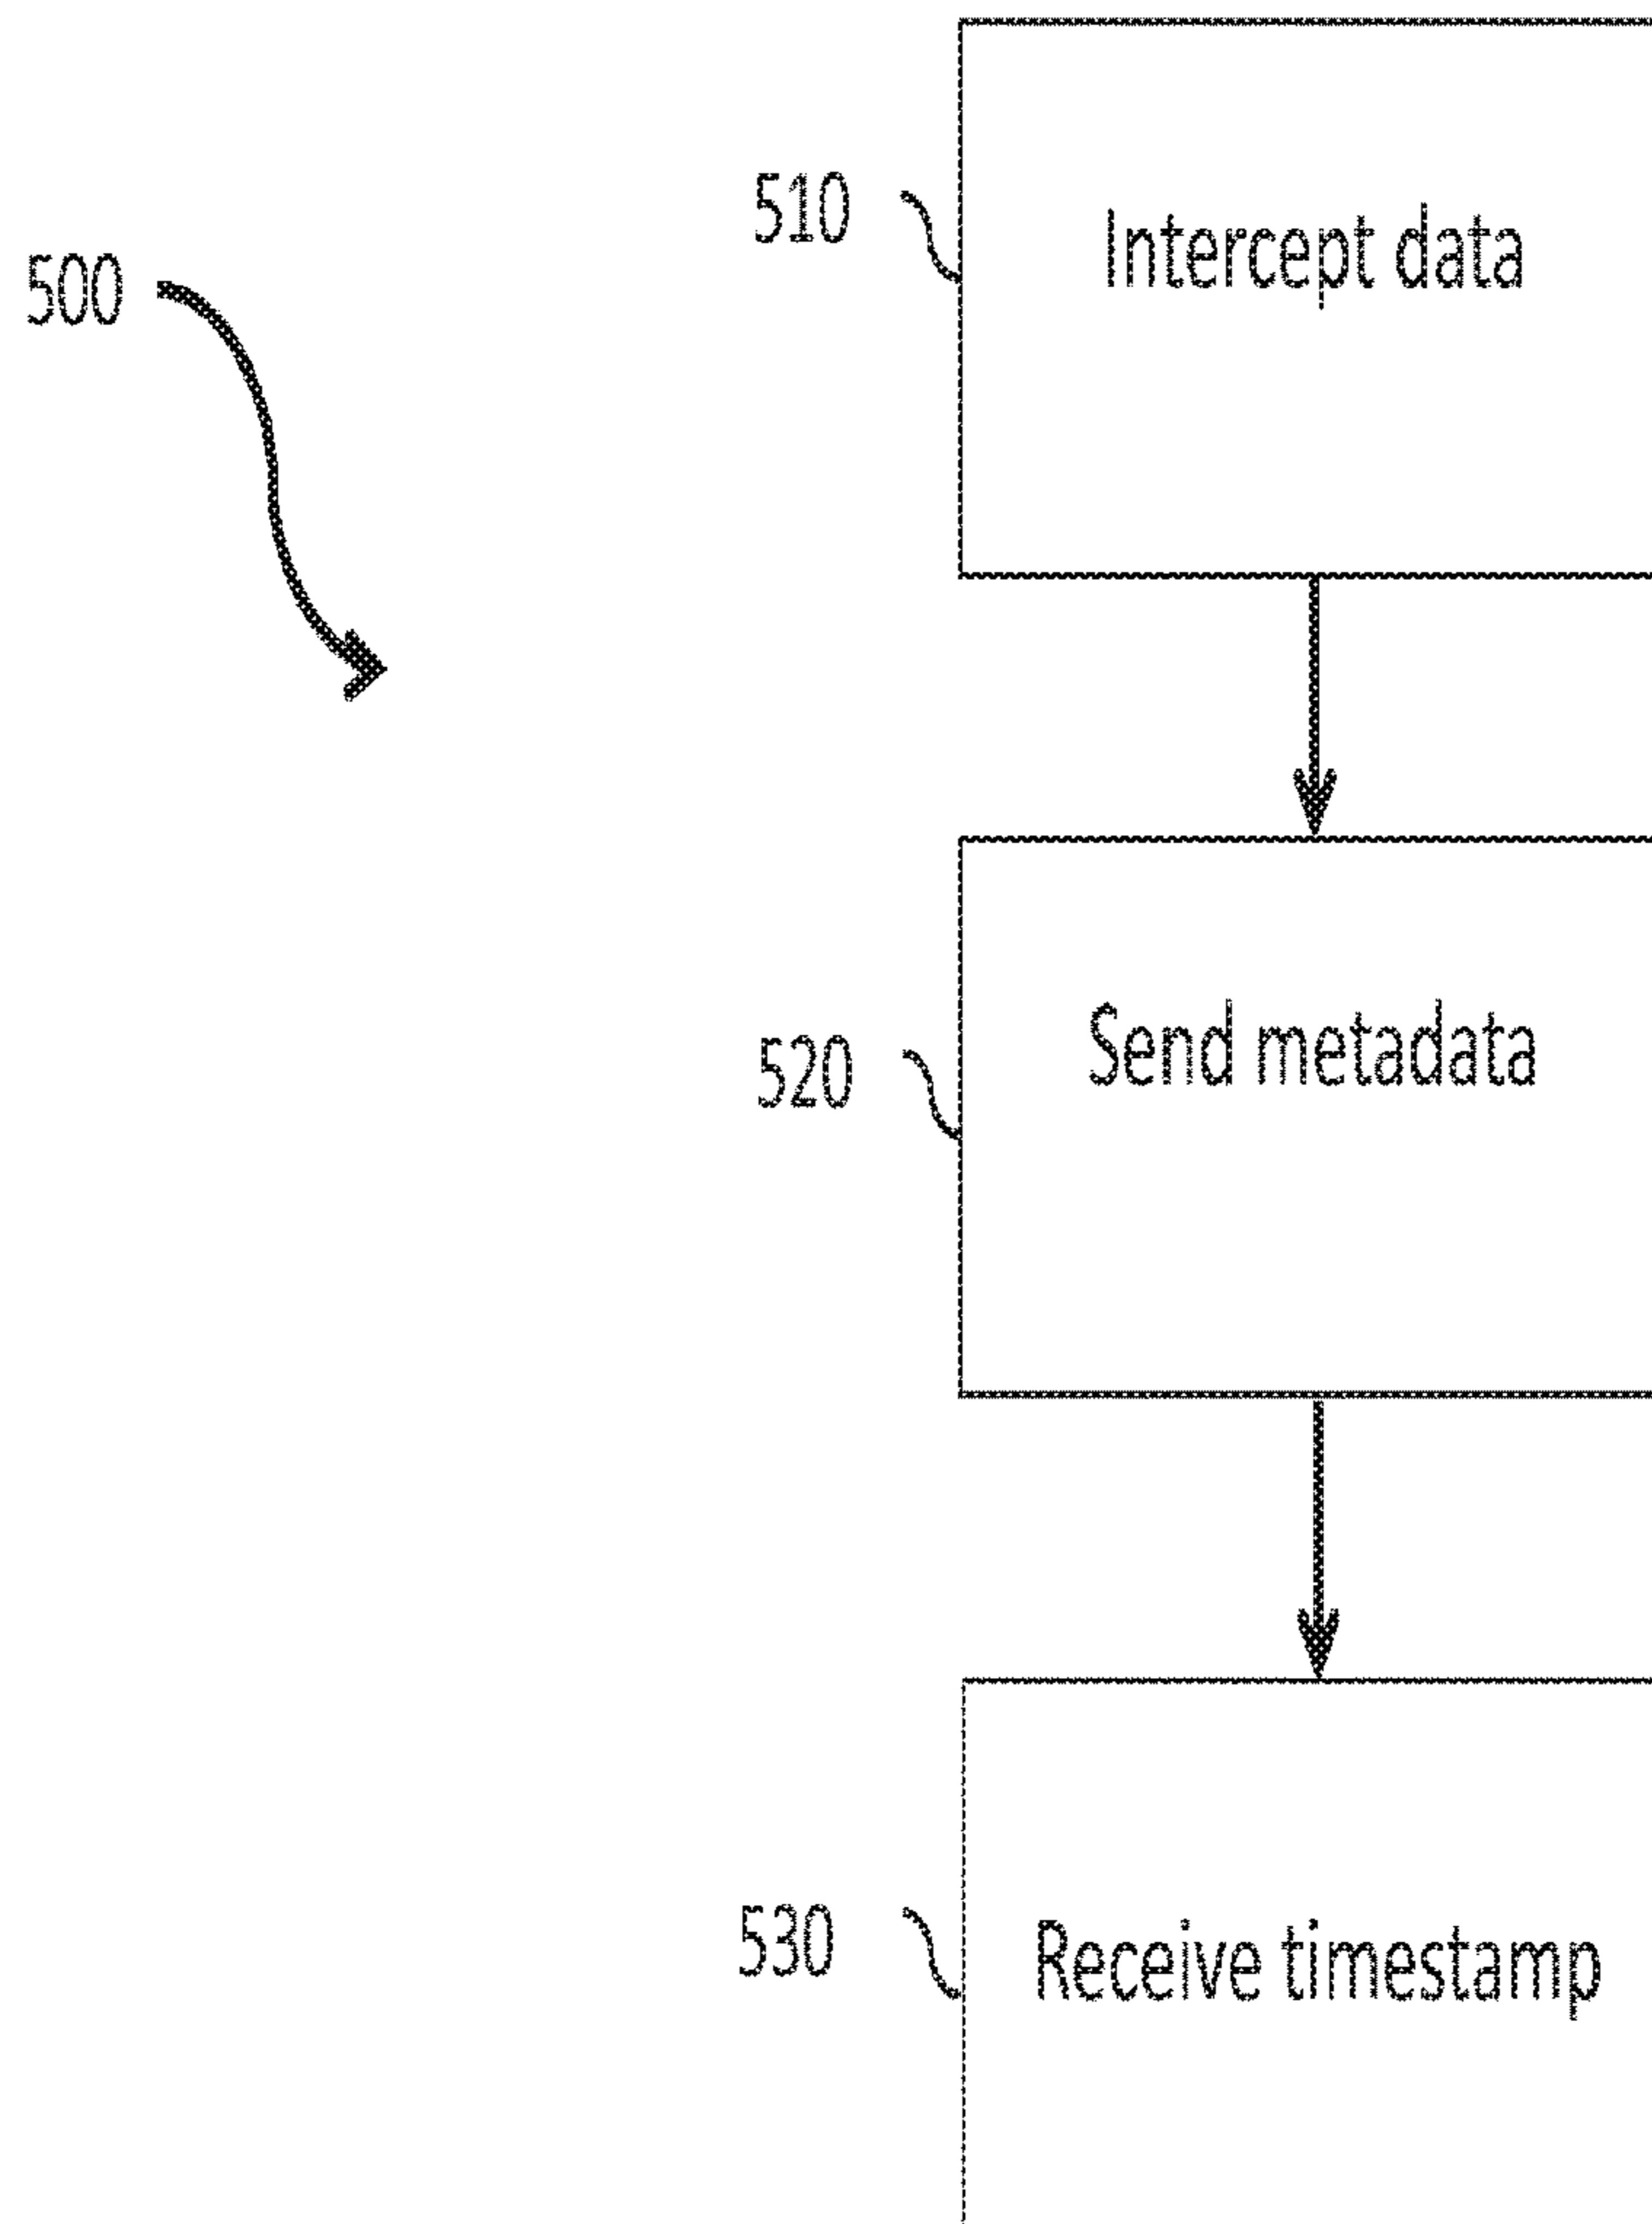 510
Intercept data
500
520
Send metadata
530
Receive timestamp